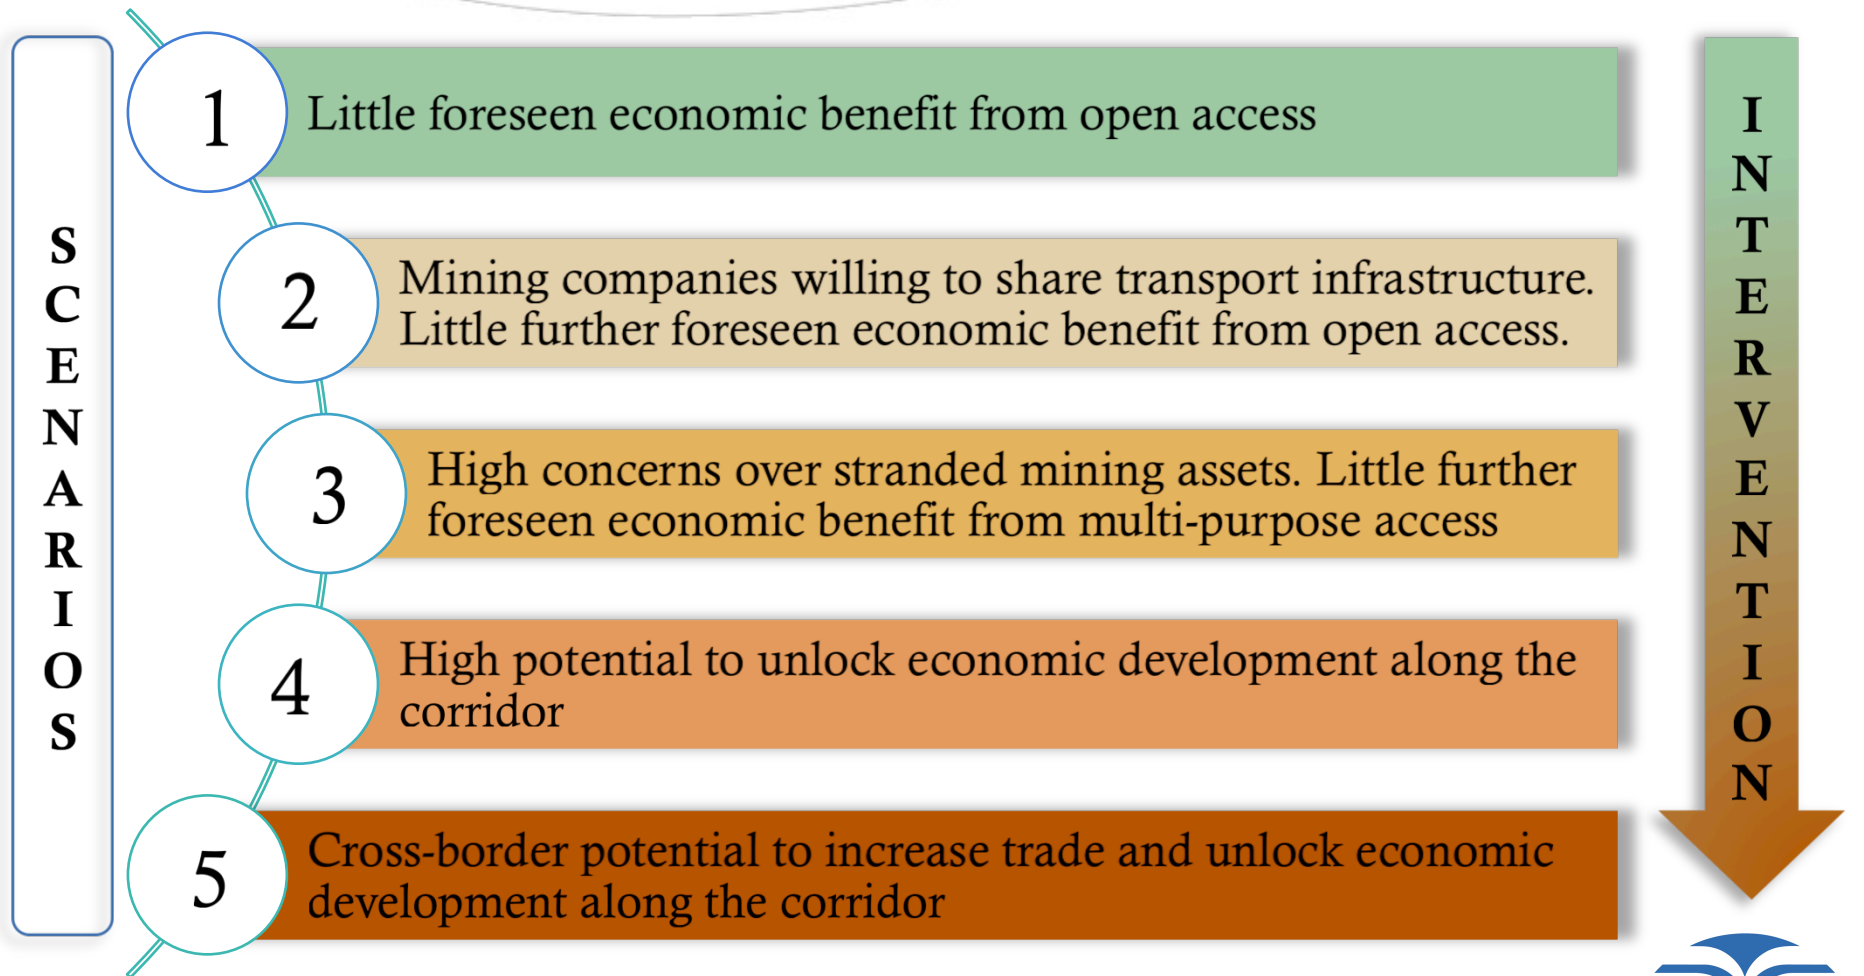 SCENARIOS
1
Little foreseen economic benefit from open access
2
Mining companies willing to share transport infrastructure.
Little further foreseen economic benefit from open access.
3
High concerns over stranded mining assets. Little further
foreseen economic benefit from multi-purpose access
4
High potential to unlock economic development along the
corridor
5
Cross-border potential to increase trade and unlock economic
development along the corridor
INTERVENTION